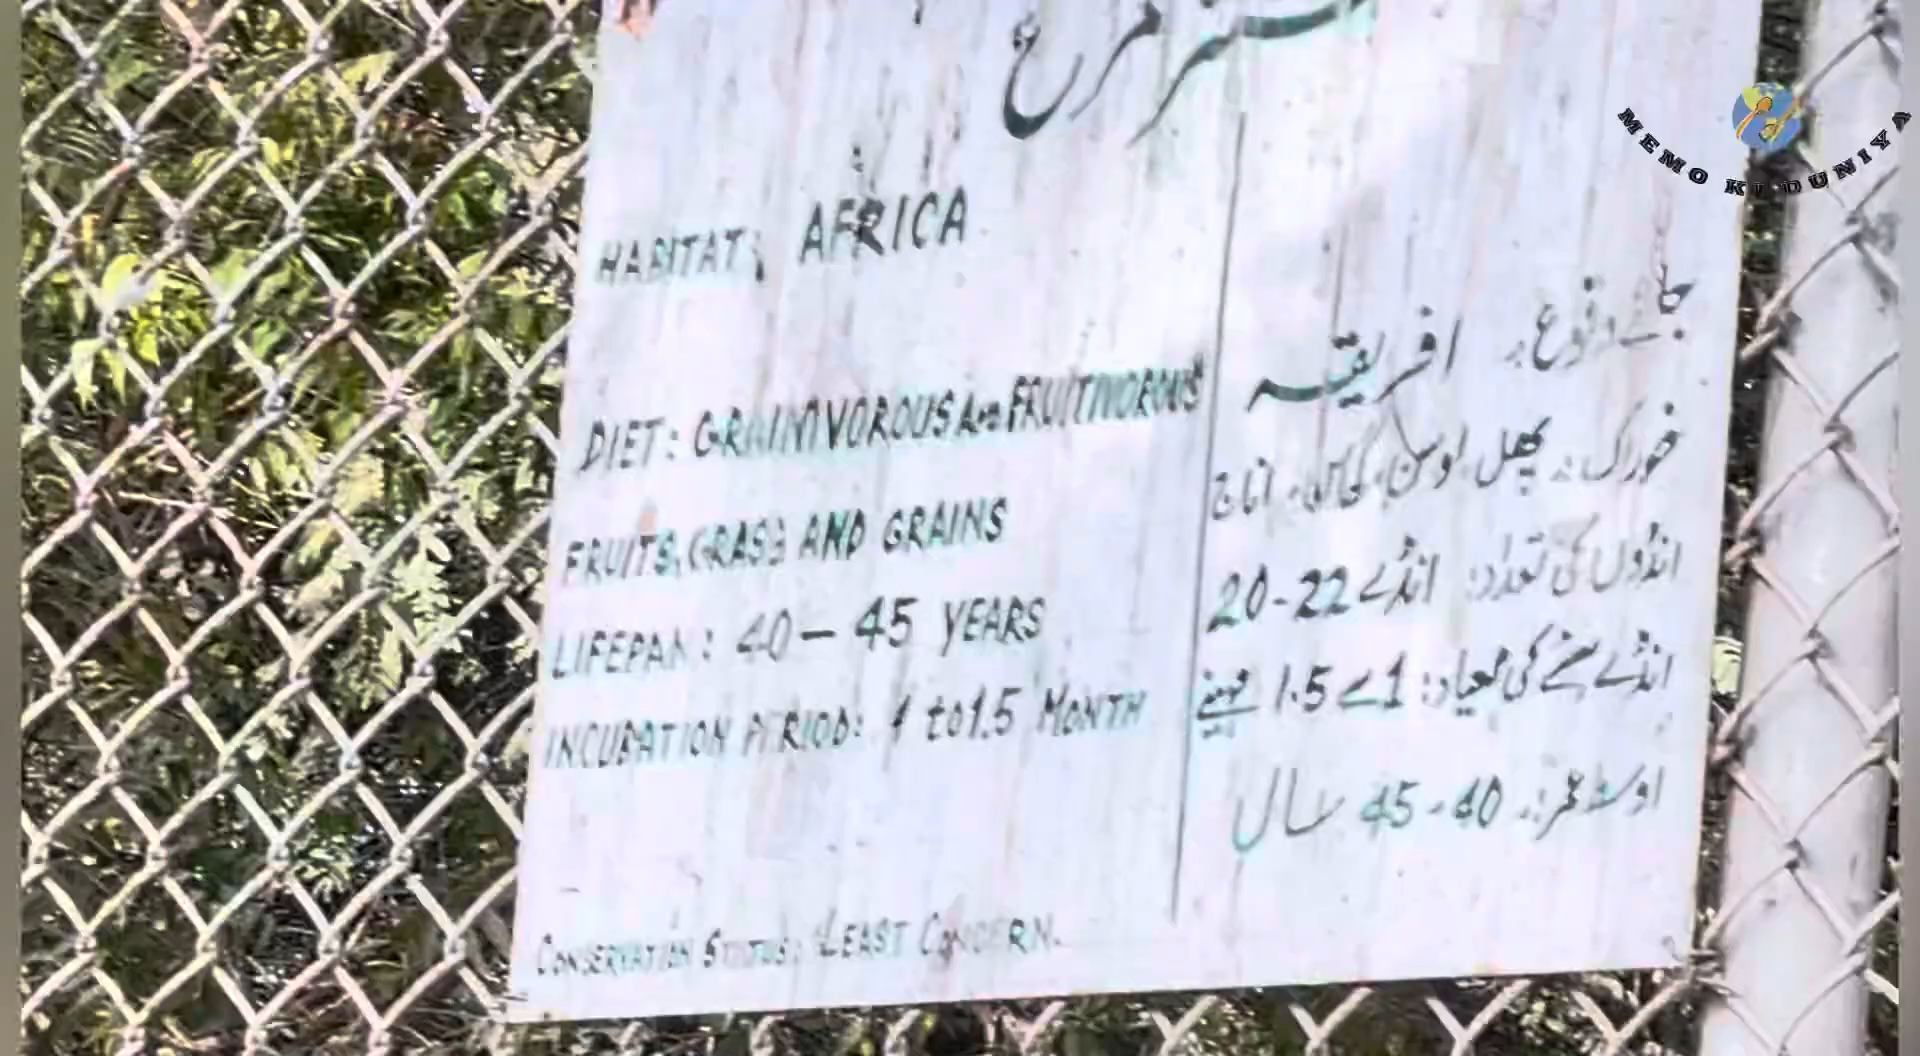 شتر مرغ
MEMO KI DUNIYA
HABITAT: AFRICA
DIET: GRAINIVOROUS AND FRUITIVOROUS
FRUITS, GRASS AND GRAINS
LIFEPAN: 40 – 45 YEARS
INCUBATION PERIOD: 1 to 1.5 MONTH
CONSERVATION STATUS: LEAST CONCERN.
جائے وقوع: افریقہ
خوراک: پھل، لوسن، گھاس، اناج
انڈوں کی تعداد: انڈے 22-20
انڈے سہنے کی معیاد: 1 سے 1.5 مہینے
اوسط عمر: 40-45 سال